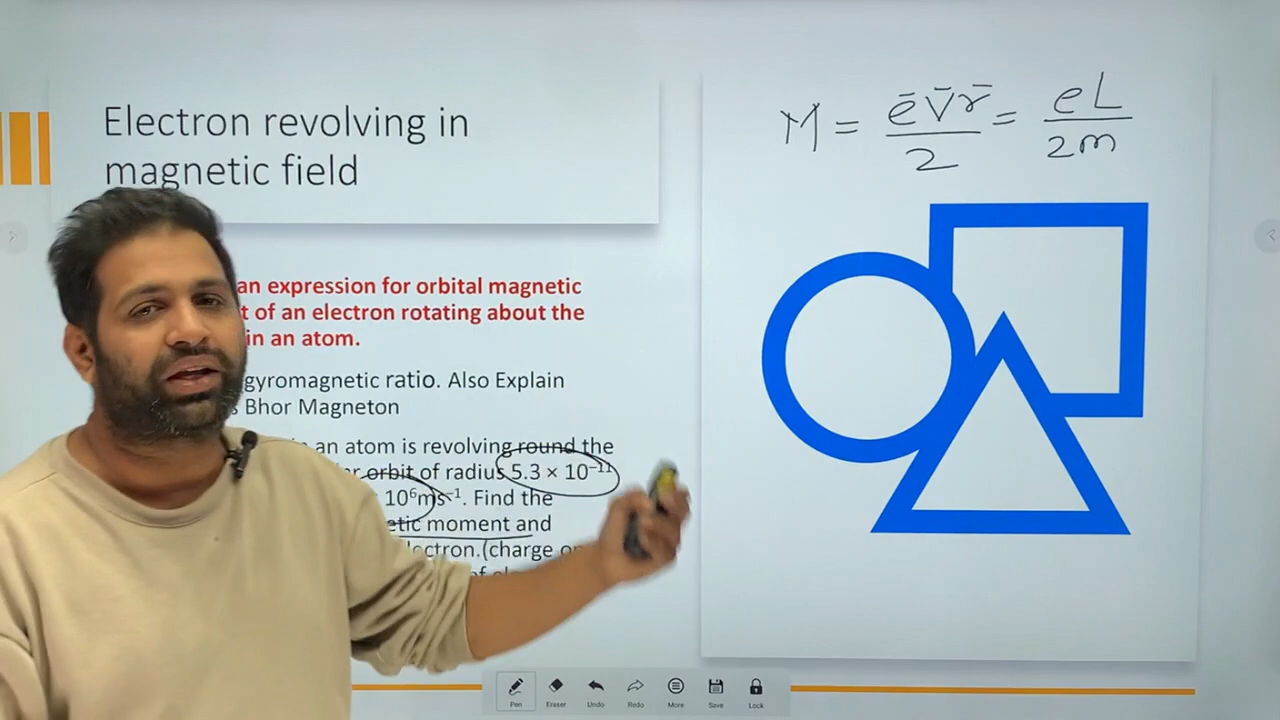 Electron revolving in
magnetic field
M = e̅ v̅ r̅ / 2 = eL / 2m
an expression for orbital magnetic
t of an electron rotating about the
in an atom.
gyromagnetic ratio. Also Explain
s Bhor Magneton
in an atom is revolving round the
orbit of radius 5.3 × 10⁻¹¹
10⁶ms⁻¹. Find the
etic moment and
lectron.(charge on
of
Pen Eraser Undo Redo More Save Lock